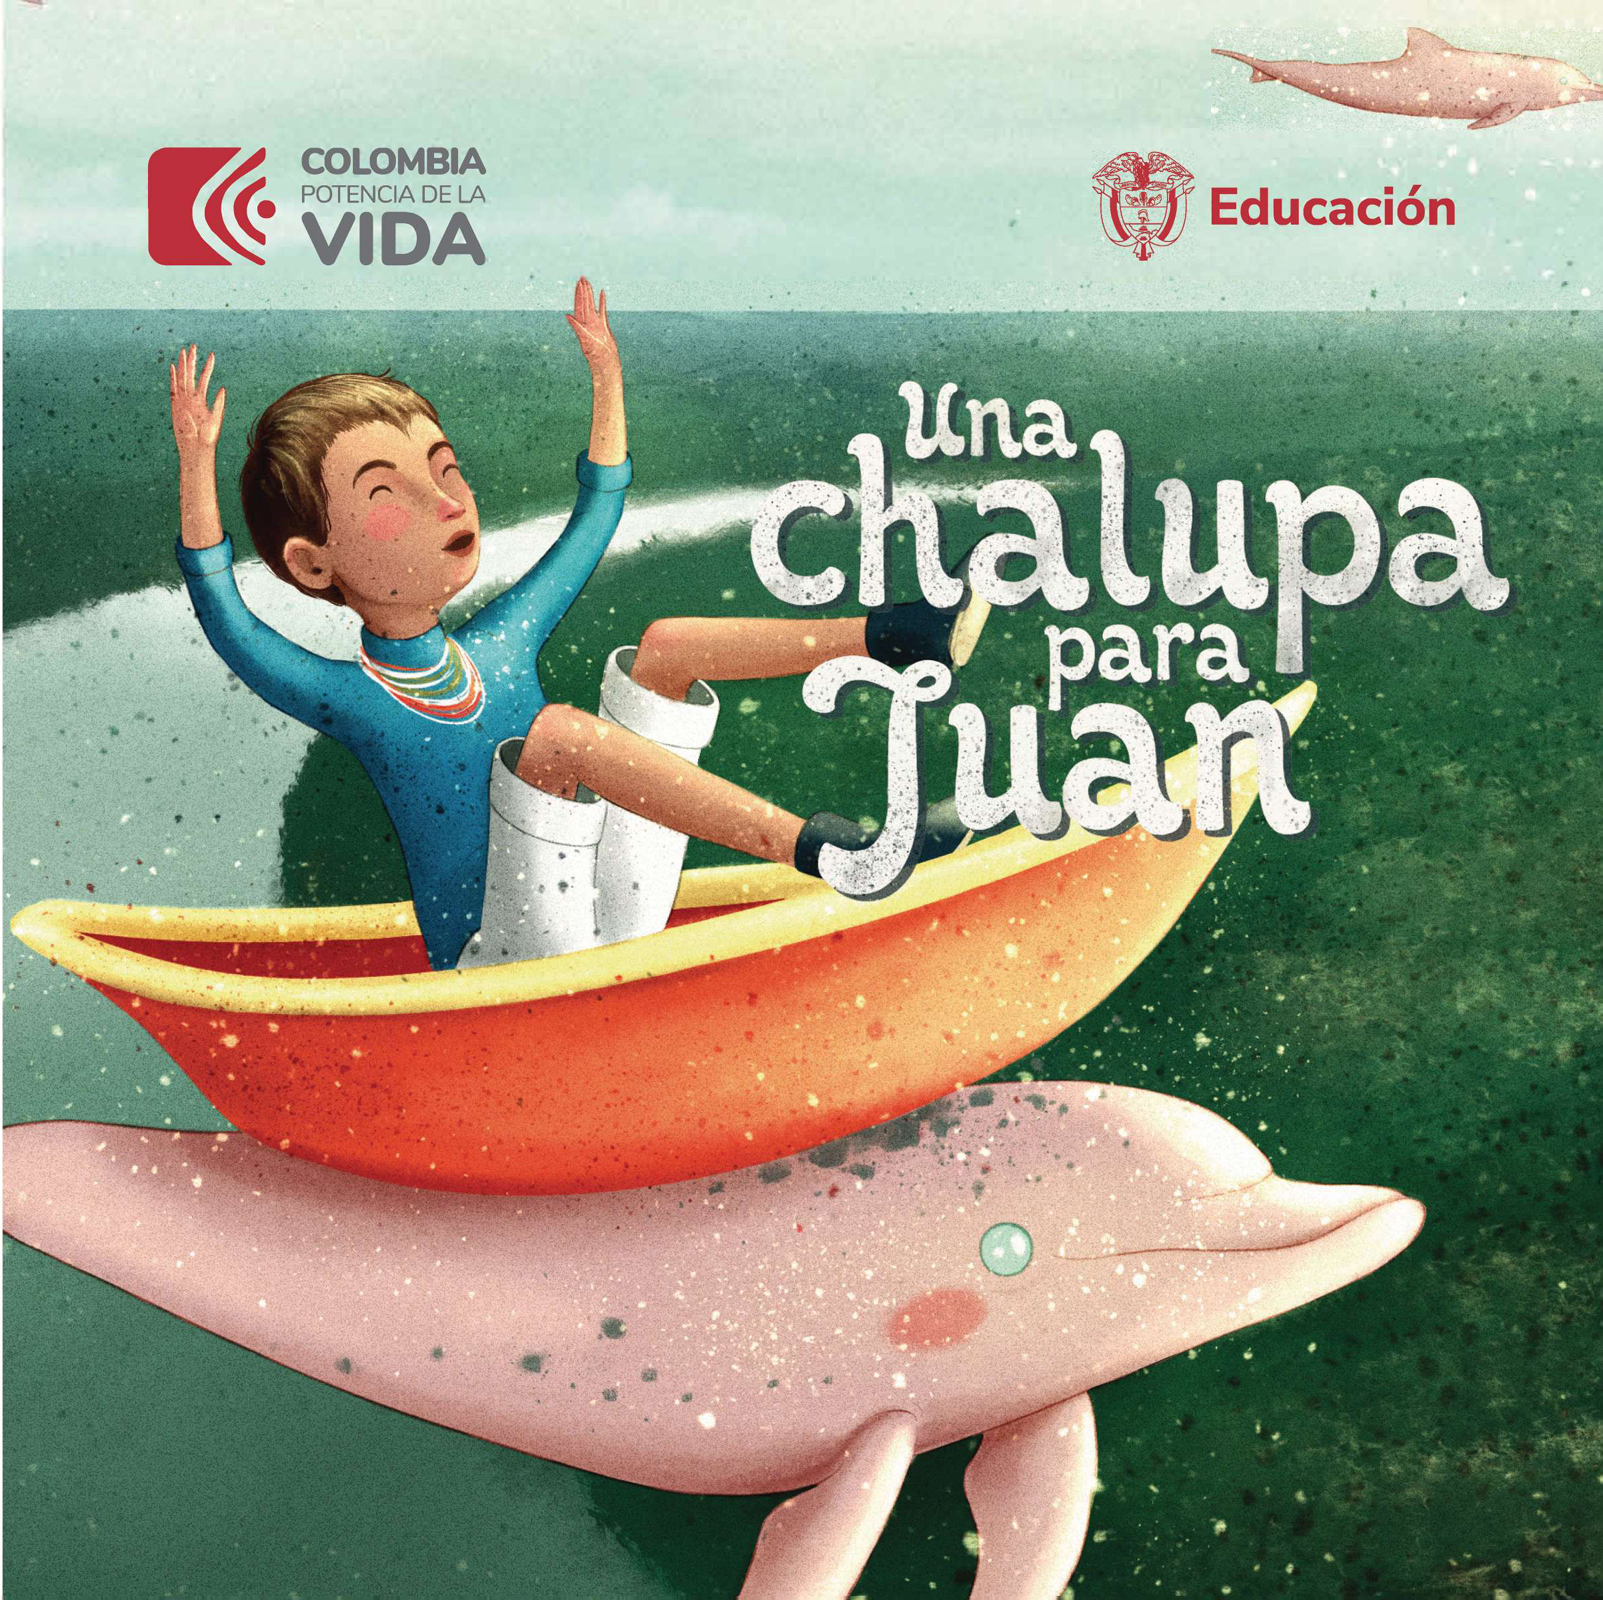 COLOMBIA
POTENCIA DE LA
VIDA
Educación
Una
chalupa
para
Juan